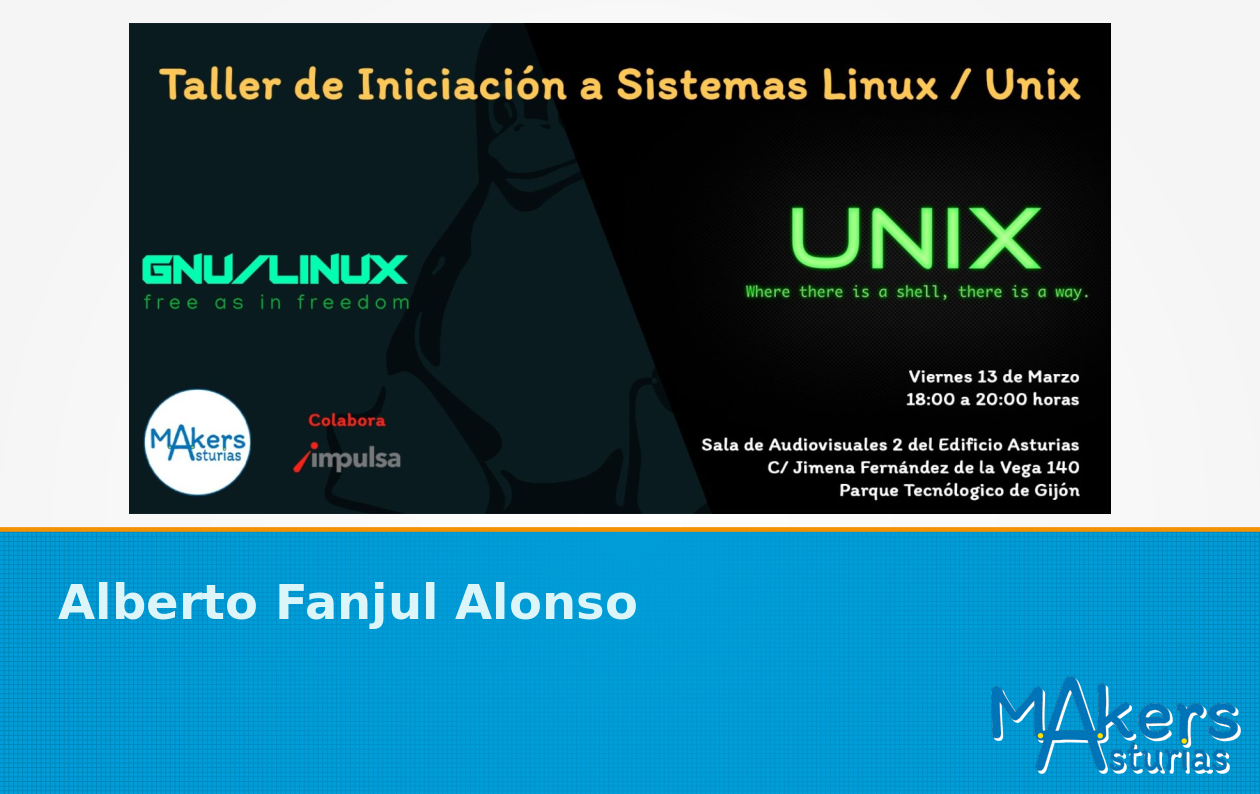 Taller de Iniciación a Sistemas Linux / Unix
GNU/LINUX
free as in freedom
UNIX
Where there is a shell, there is a way.
Viernes 13 de Marzo
18:00 a 20:00 horas
Sala de Audiovisuales 2 del Edificio Asturias
C/ Jimena Fernández de la Vega 140
Parque Tecnólogico de Gijón
MAkers
Asturias
Colabora
impulsa
Alberto Fanjul Alonso
MAkers
Asturias